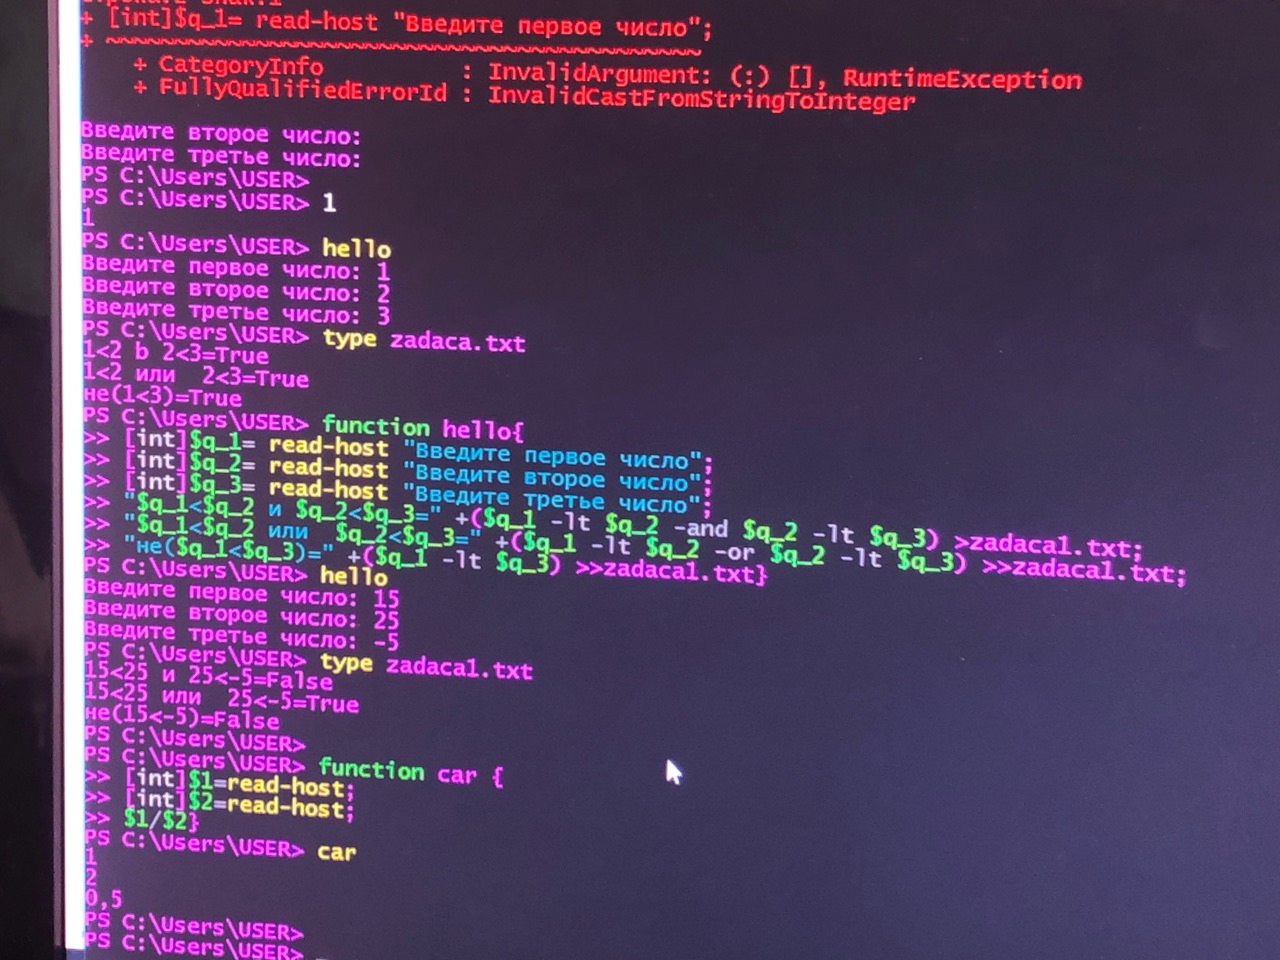 + [int]$q_1= read-host "Введите первое число";
+ ~~~~~~~~~~~~~~~~~~~~~~~~~~~~~~~~~~~~~~~~~~~~~
+ CategoryInfo : InvalidArgument: (:) [], RuntimeException
+ FullyQualifiedErrorId : InvalidCastFromStringToInteger
Введите второе число:
Введите третье число:
PS C:\Users\USER>
PS C:\Users\USER> 1
1
PS C:\Users\USER> hello
Введите первое число: 1
Введите второе число: 2
Введите третье число: 3
PS C:\Users\USER> type zadaca.txt
1<2 b 2<3=True
1<2 или  2<3=True
не(1<3)=True
PS C:\Users\USER> function hello{
>> [int]$q_1= read-host "Введите первое число";
>> [int]$q_2= read-host "Введите второе число";
>> [int]$q_3= read-host "Введите третье число";
>> "$q_1<$q_2 и $q_2<$q_3=" +($q_1 -lt $q_2 -and $q_2 -lt $q_3) >zadaca1.txt;
>> "$q_1<$q_2 или  $q_2<$q_3=" +($q_1 -lt $q_2 -or $q_2 -lt $q_3) >>zadaca1.txt;
>> "не($q_1<$q_3)=" +($q_1 -lt $q_3) >>zadaca1.txt}
PS C:\Users\USER> hello
Введите первое число: 15
Введите второе число: 25
Введите третье число: -5
PS C:\Users\USER> type zadaca1.txt
15<25 и 25<-5=False
15<25 или  25<-5=True
не(15<-5)=False
PS C:\Users\USER>
PS C:\Users\USER> function car {
>> [int]$1=read-host;
>> [int]$2=read-host;
>> $1/$2}
PS C:\Users\USER> car
1
2
0,5
PS C:\Users\USER>
PS C:\Users\USER>